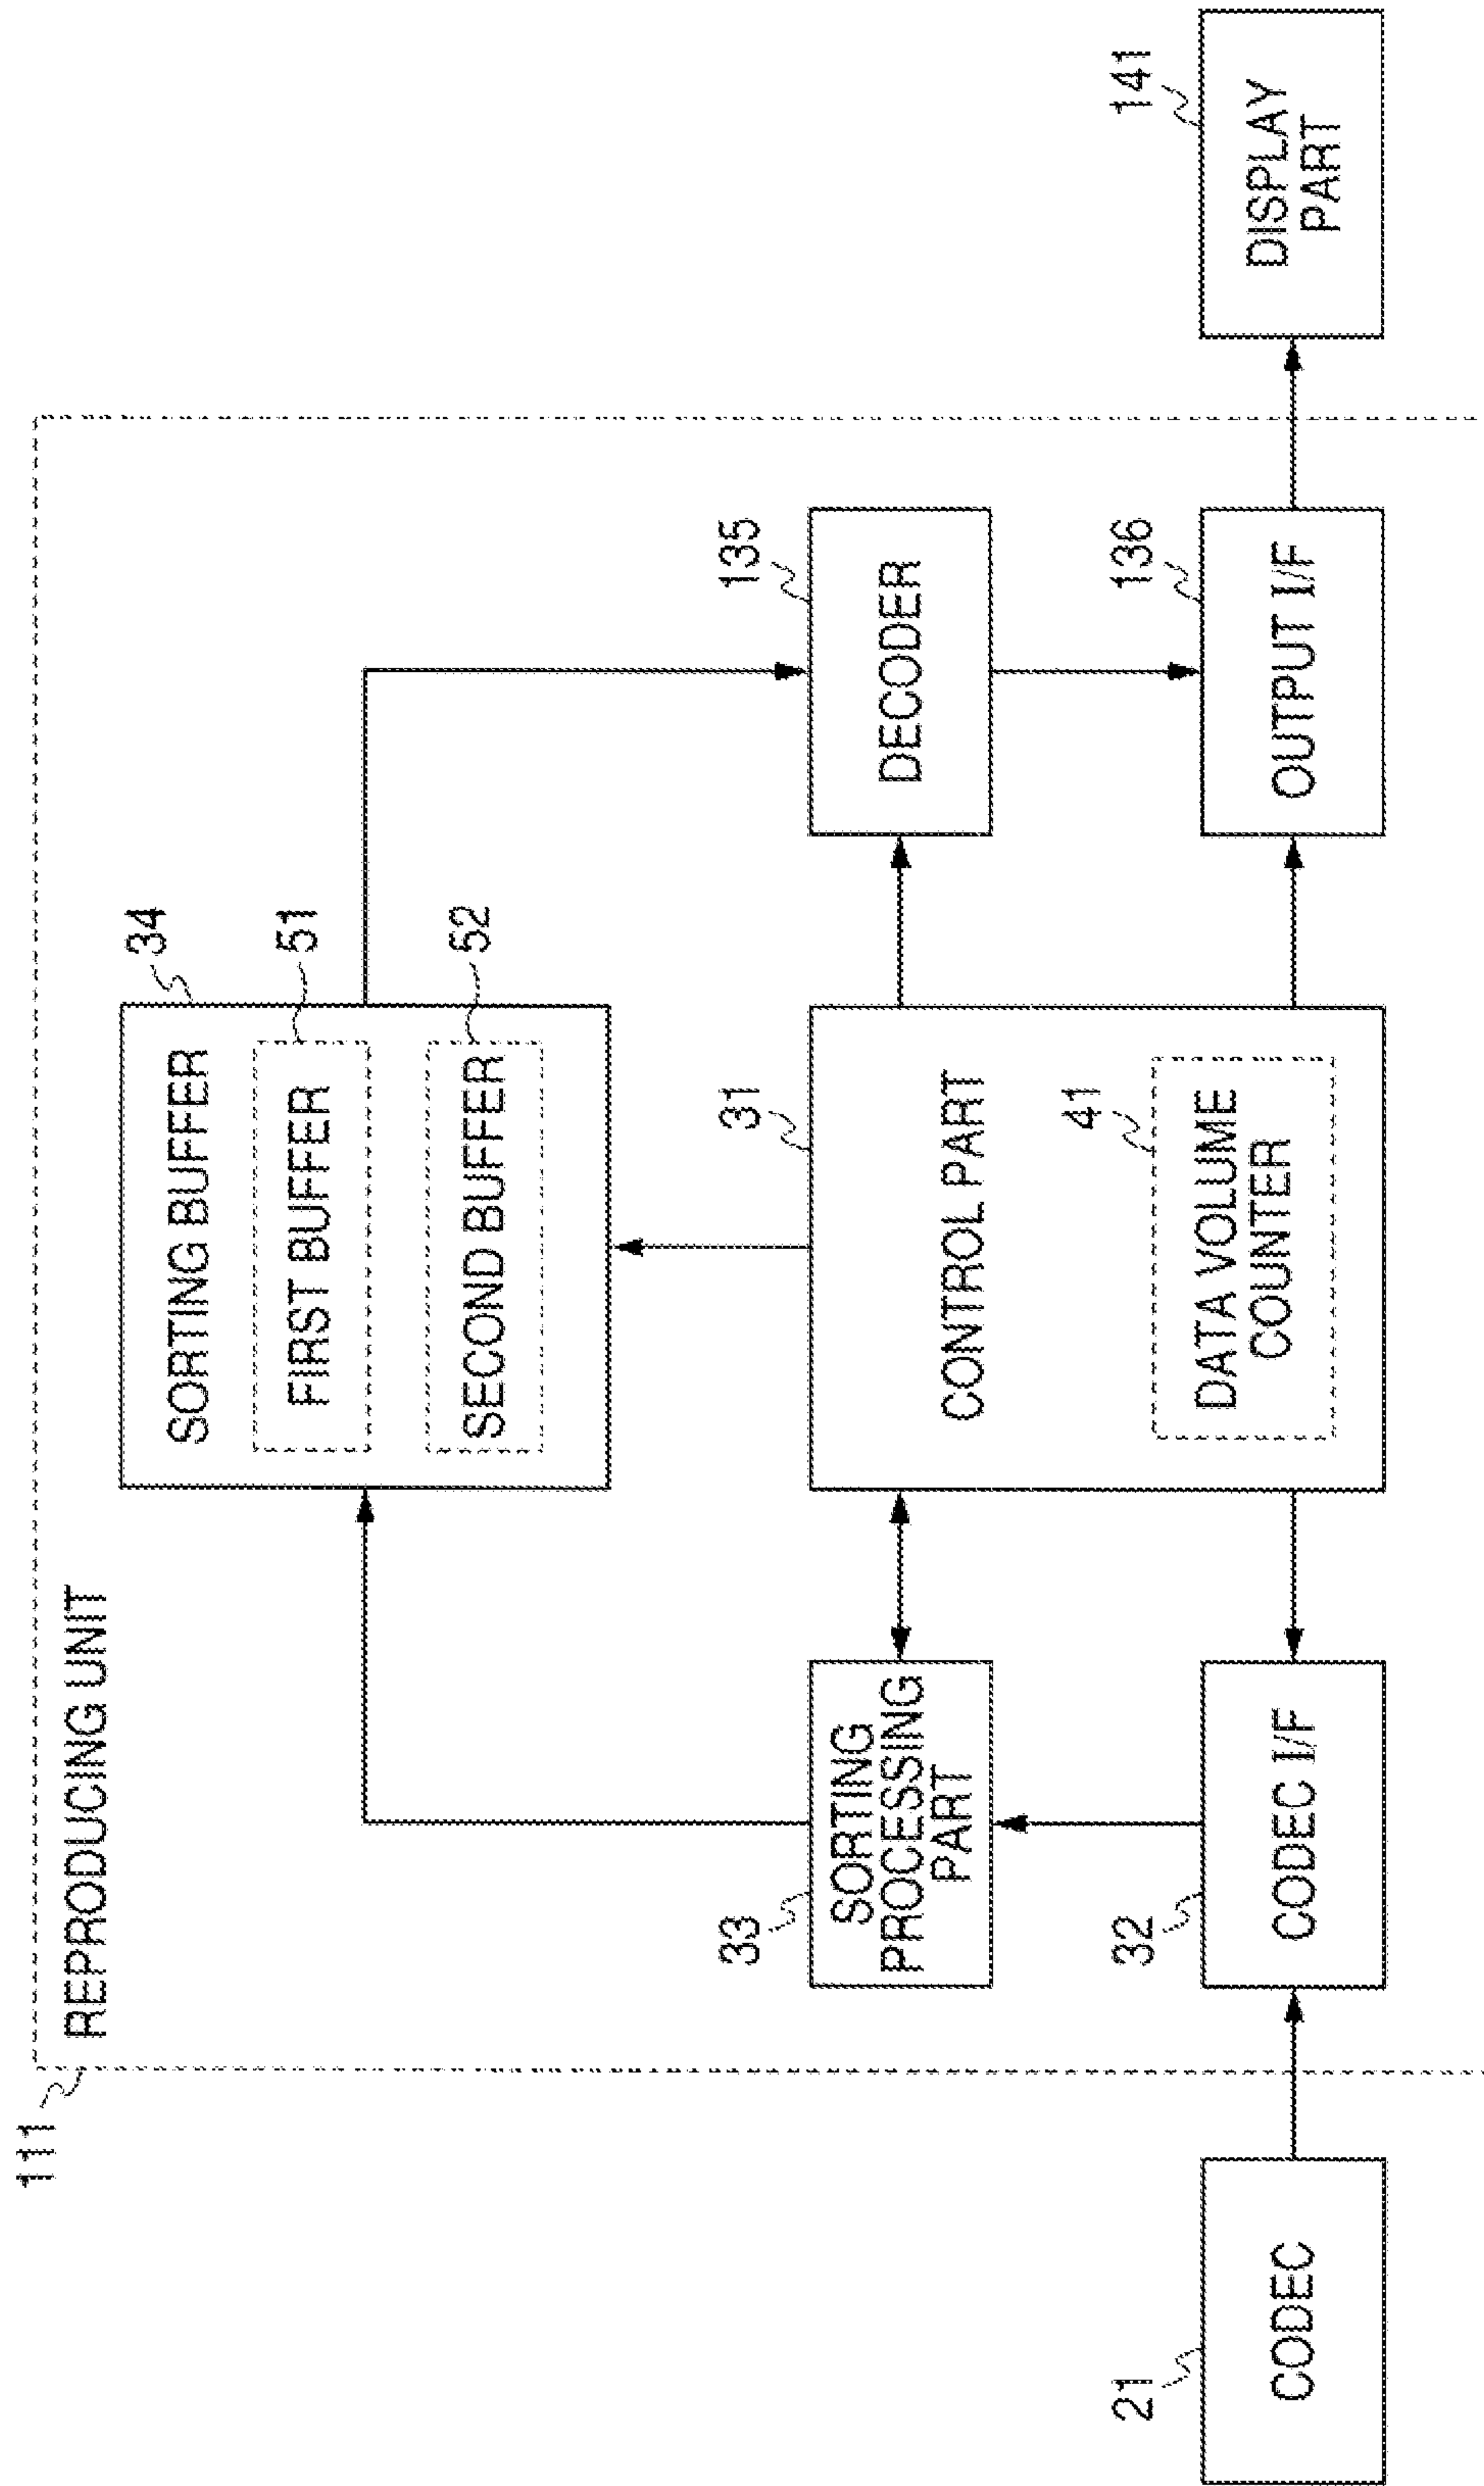 111
REPRODUCING UNIT
34
SORTING BUFFER
FIRST BUFFER
51
SECOND BUFFER
52
33
SORTING
PROCESSING
PART
31
CONTROL PART
41
DATA VOLUME
COUNTER
135
DECODER
21
CODEC
32
CODEC I/F
136
OUTPUT I/F
141
DISPLAY
PART